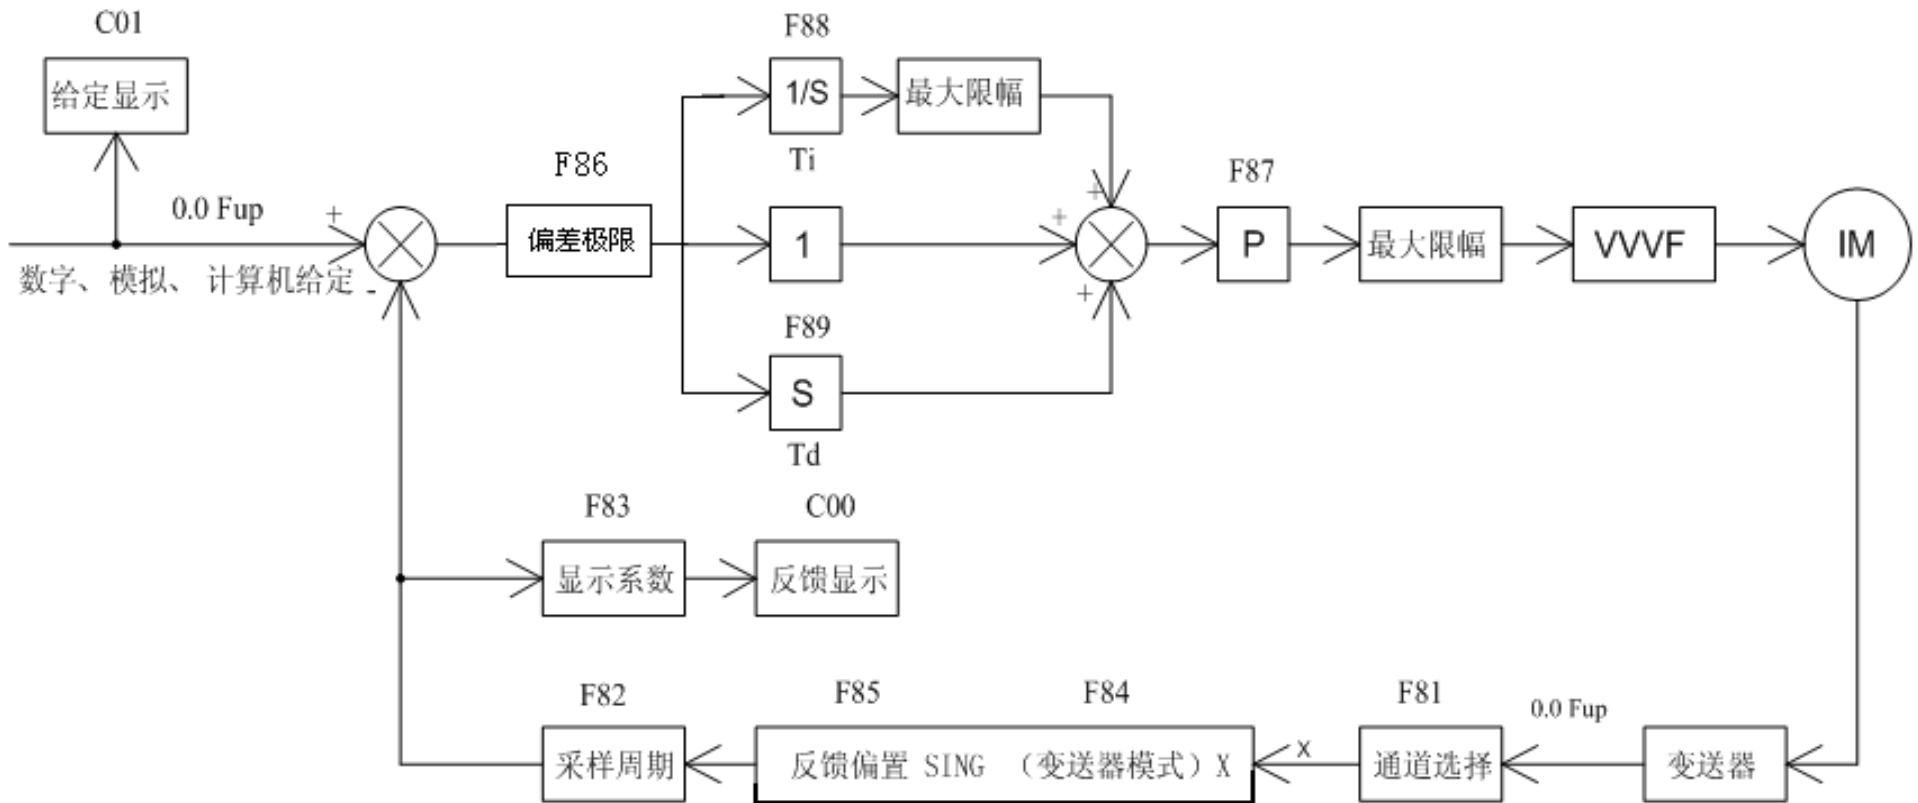 C01
给定显示
0.0 Fup
+
数字、模拟、 计算机给定
-
F86
偏差极限
F88
1/S
Ti
最大限幅
1
F89
S
Td
+
+
+
F87
P
最大限幅
VVVF
IM
F83
显示系数
C00
反馈显示
F82
采样周期
F85
F84
反馈偏置 SING （变送器模式）X
X
F81
通道选择
0.0 Fup
变送器